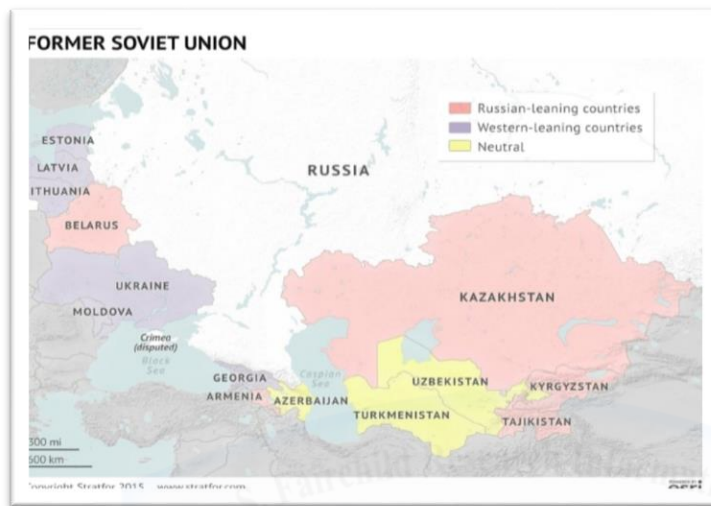 FORMER SOVIET UNION
Russian-leaning countries
Western-leaning countries
Neutral
ESTONIA
LATVIA
ITHUANIA
BELARUS
RUSSIA
UKRAINE
MOLDOVA
KAZAKHSTAN
Crimea
(disputed)
Black
Sea
GEORGIA
ARMENIA
AZERBAIJAN
Caspian
Sea
UZBEKISTAN
TURKMENISTAN
KYRGYZSTAN
TAJIKISTAN
300 mi
500 km
Copyright Stratfor 2015 www.stratfor.com
S. Fairchild